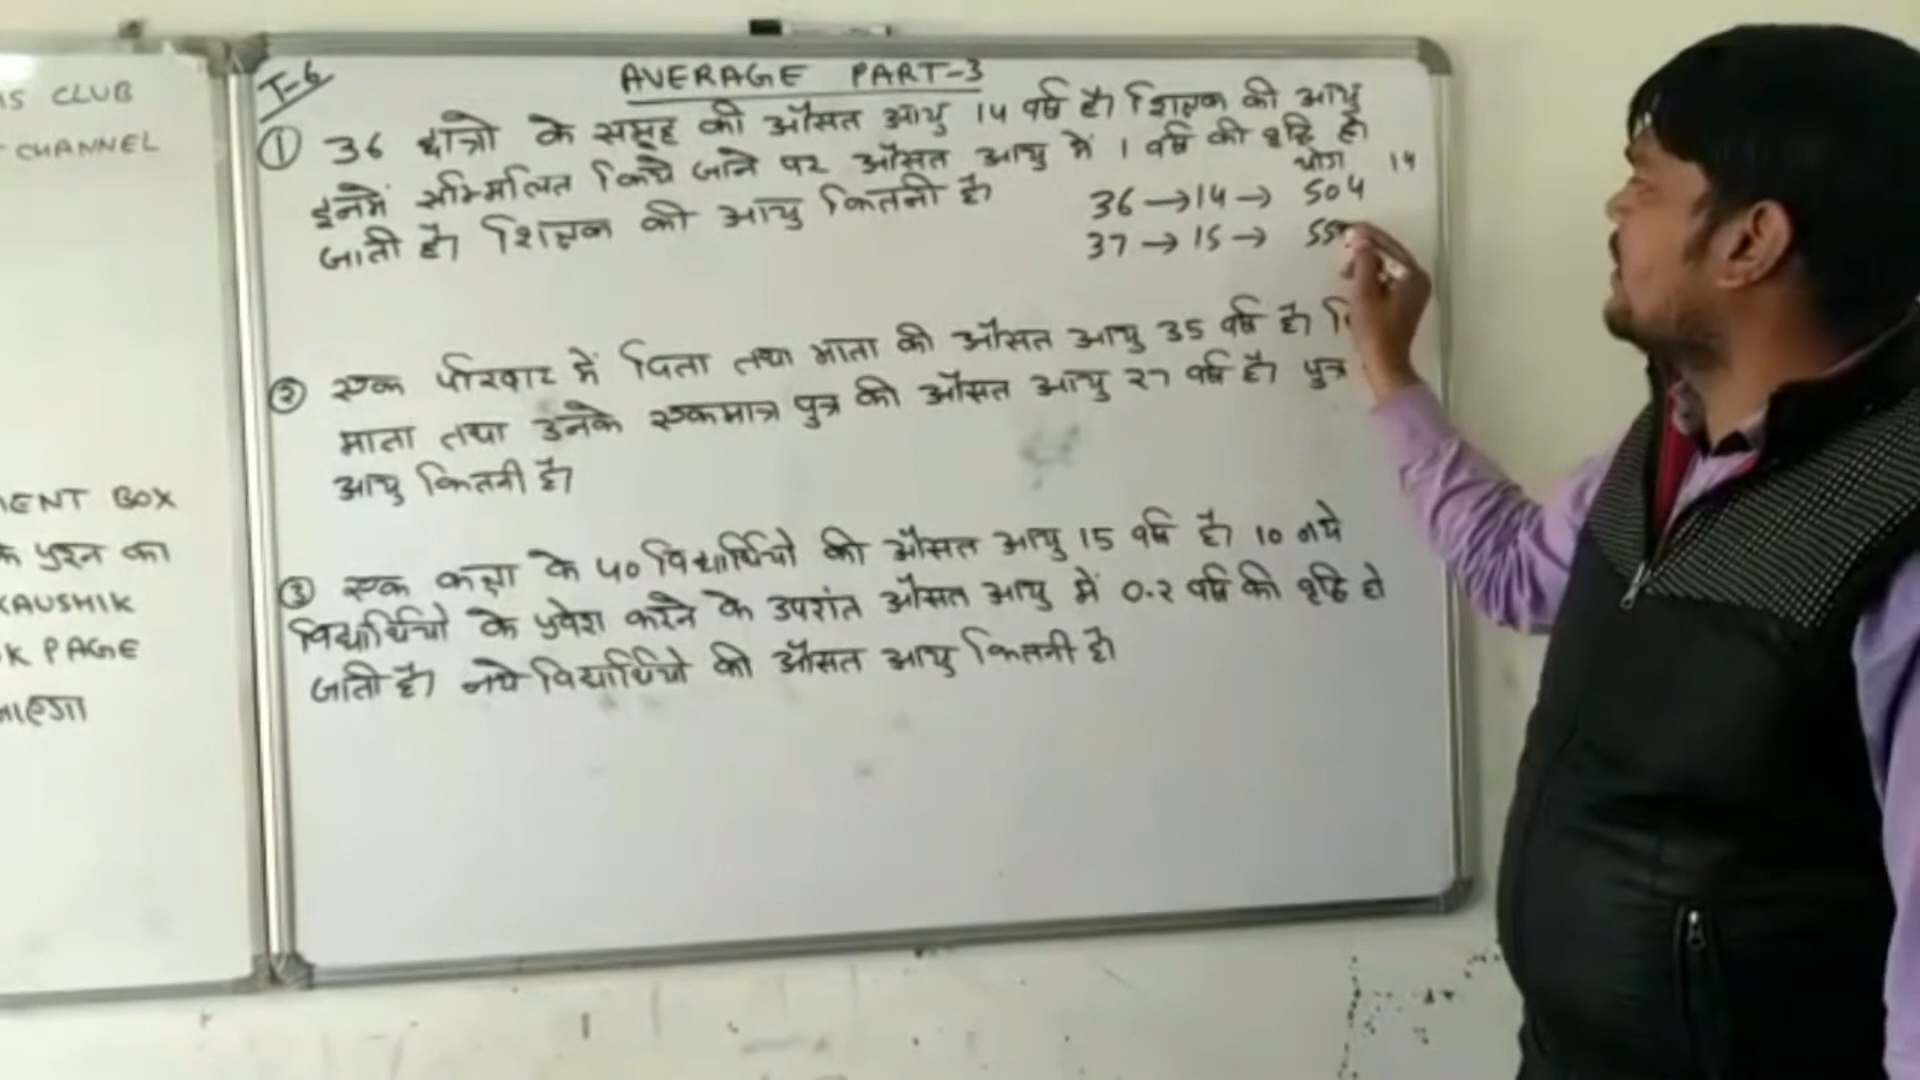 CLUB
CHANNEL
BOX
प्रश्न का
KAUSHIK
PAGE
T-6
AVERAGE PART-3
① 36 छात्रो के समूह की औसत आयु 14 वर्ष है। शिक्षक की आयु
इनमें सम्मिलित किये जाने पर औसत आयु में 1 वर्ष की वृद्धि हो
जाती है। शिक्षक की आयु कितनी है।
योग 14
36 → 14 → 504
37 → 15 → 55
② एक परिवार में पिता तथा माता की औसत आयु 35 वर्ष है।
माता तथा उनके एकमात्र पुत्र की औसत आयु 27 वर्ष है। पुत्र
आयु कितनी है।
③ एक कक्षा के 40 विद्यार्थियो की औसत आयु 15 वर्ष है। 10 नये
विद्यार्थियो के प्रवेश करने के उपरांत औसत आयु में 0.2 वर्ष की वृद्धि हो
जाती है। नये विद्यार्थियो की औसत आयु कितनी है।